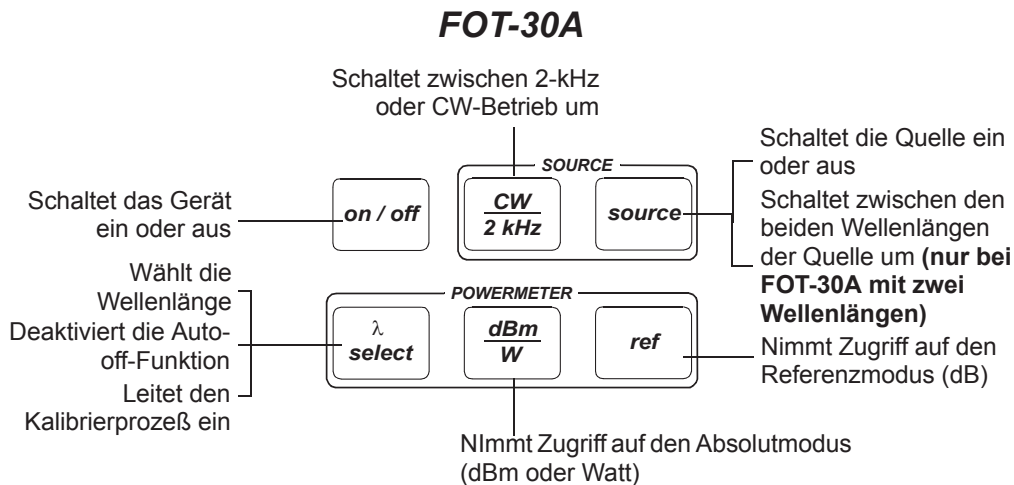 FOT-30A
Schaltet zwischen 2-kHz
oder CW-Betrieb um
Schaltet das Gerät
ein oder aus
on / off
SOURCE
CW
2 kHz
source
Schaltet die Quelle ein
oder aus
Schaltet zwischen den
beiden Wellenlängen
der Quelle um (nur bei
FOT-30A mit zwei
Wellenlängen)
Wählt die
Wellenlänge
Deaktiviert die Auto-
off-Funktion
Leitet den
Kalibrierprozeß ein
POWERMETER
λ
select
dBm
W
ref
Nimmt Zugriff auf den
Referenzmodus (dB)
NImmt Zugriff auf den Absolutmodus
(dBm oder Watt)